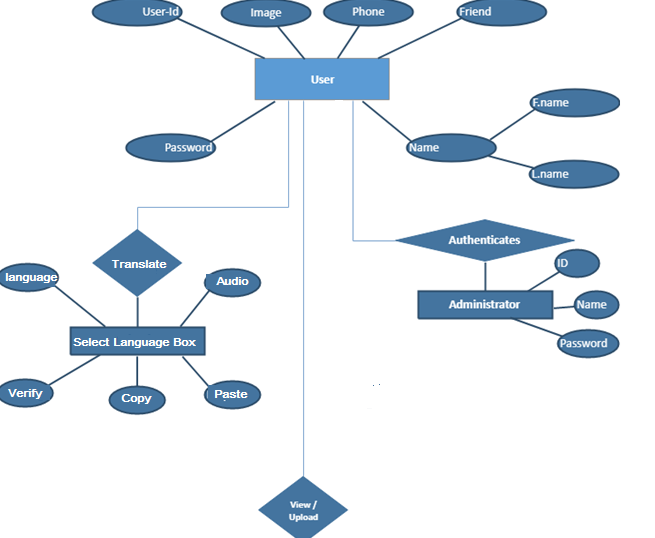 User-Id
Image
Phone
Friend
User
F.name
Password
Name
L.name
Authenticates
Translate
ID
language
Audio
Administrator
Name
Select Language Box
Password
Verify
Copy
Paste
View /
Upload